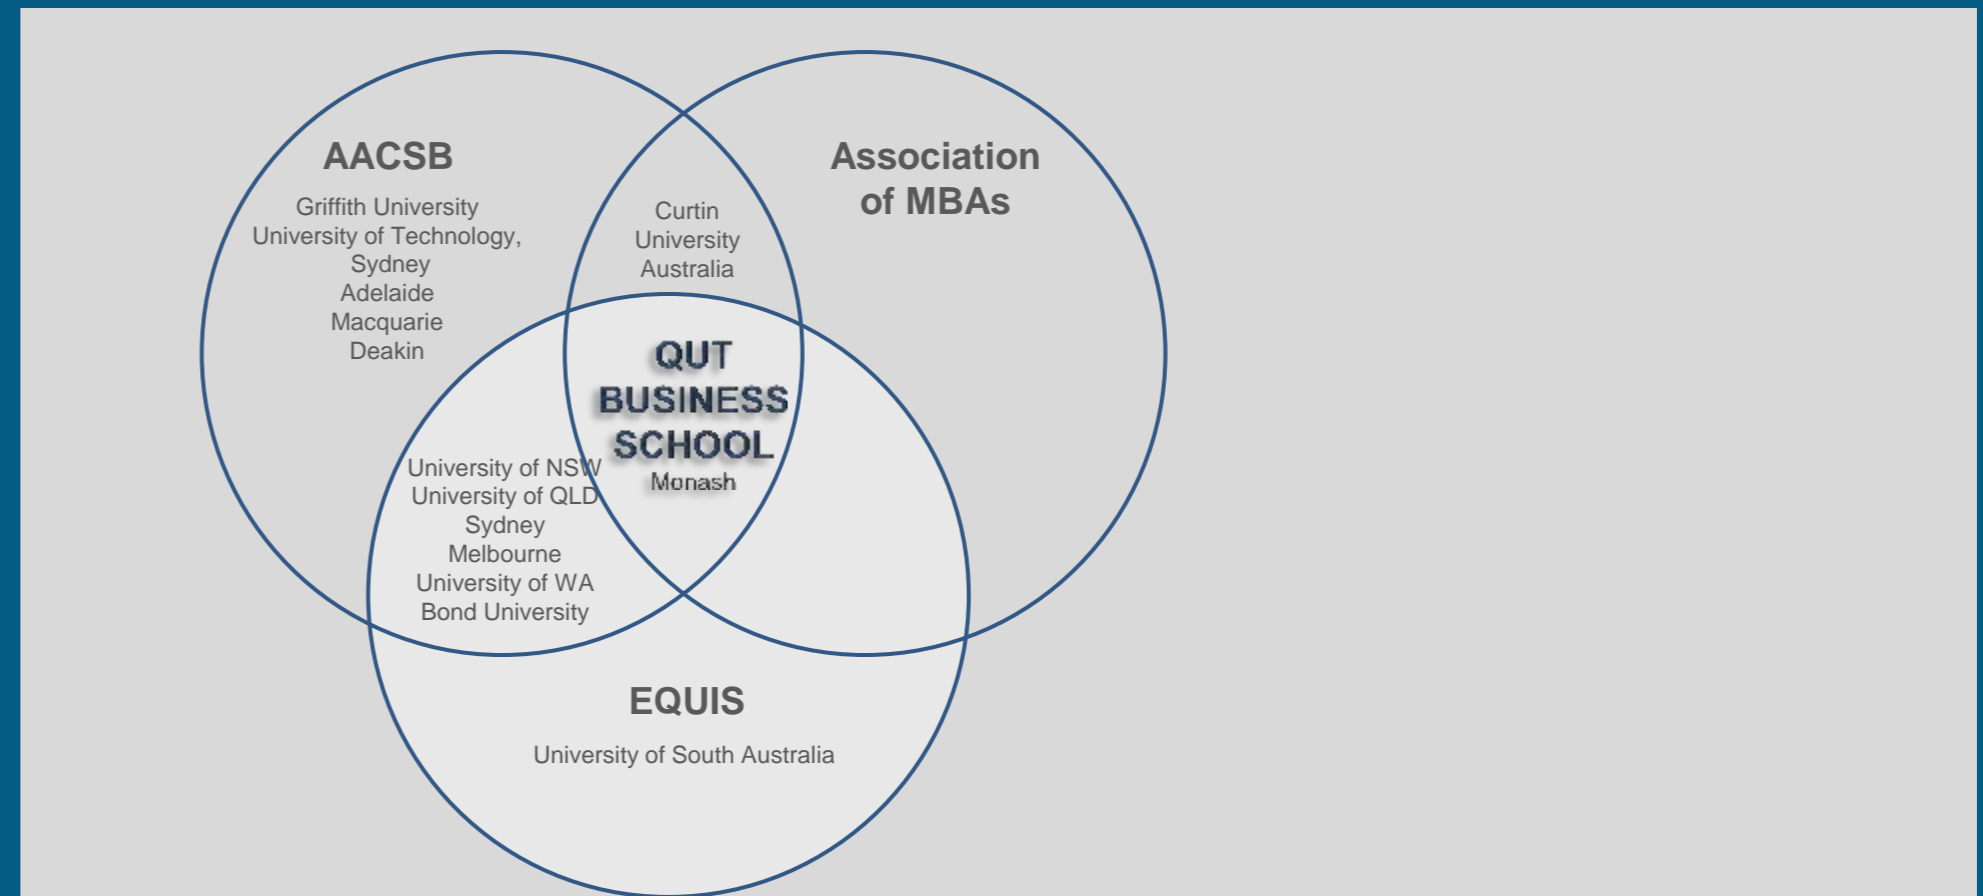 AACSB
Griffith University
University of Technology,
Sydney
Adelaide
Macquarie
Deakin
Curtin
University
Australia
Association
of MBAs
QUT
BUSINESS
SCHOOL
Monash
University of NSW
University of QLD
Sydney
Melbourne
University of WA
Bond University
EQUIS
University of South Australia